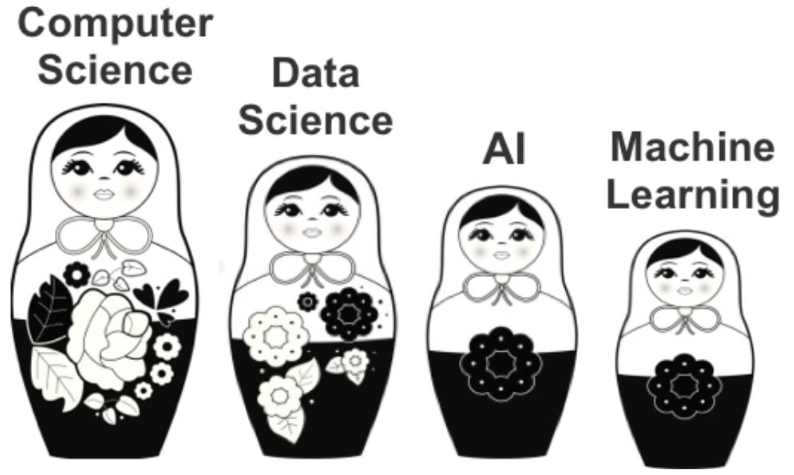 Computer
Science
Data
Science
AI
Machine
Learning